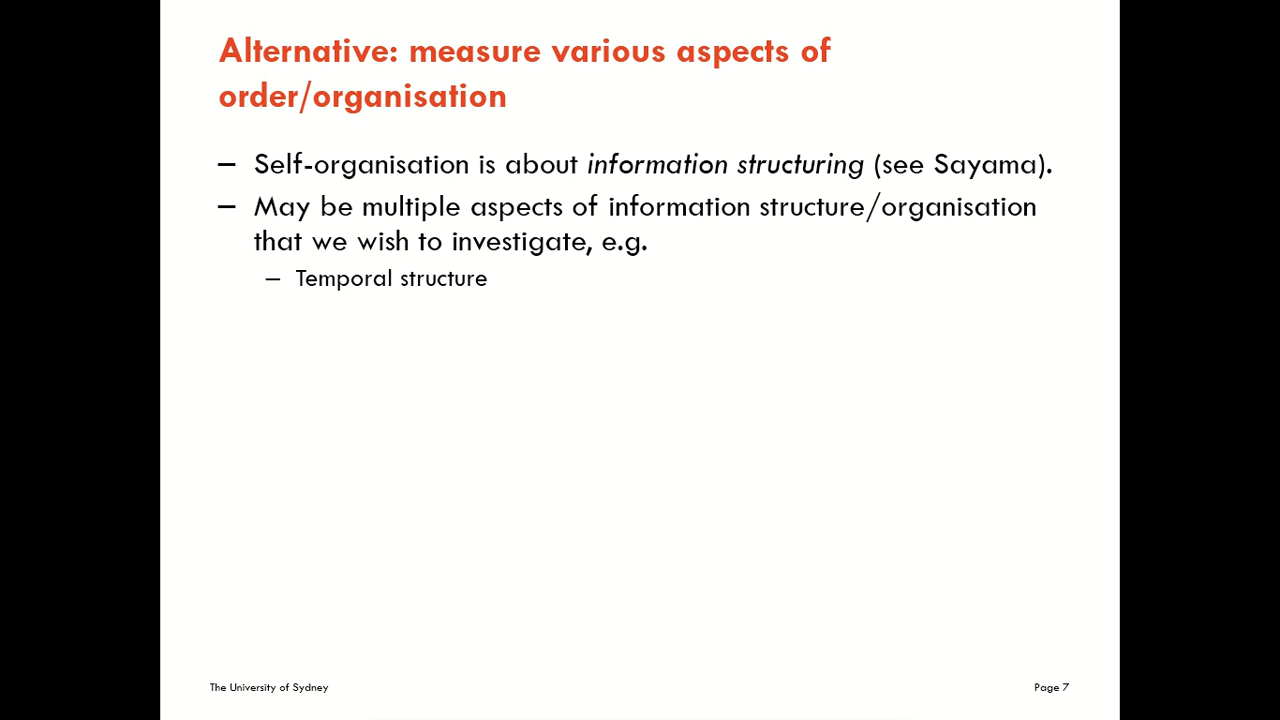 Alternative: measure various aspects of
order/organisation
– Self-organisation is about information structuring (see Sayama).
– May be multiple aspects of information structure/organisation
that we wish to investigate, e.g.
– Temporal structure
The University of Sydney
Page 7